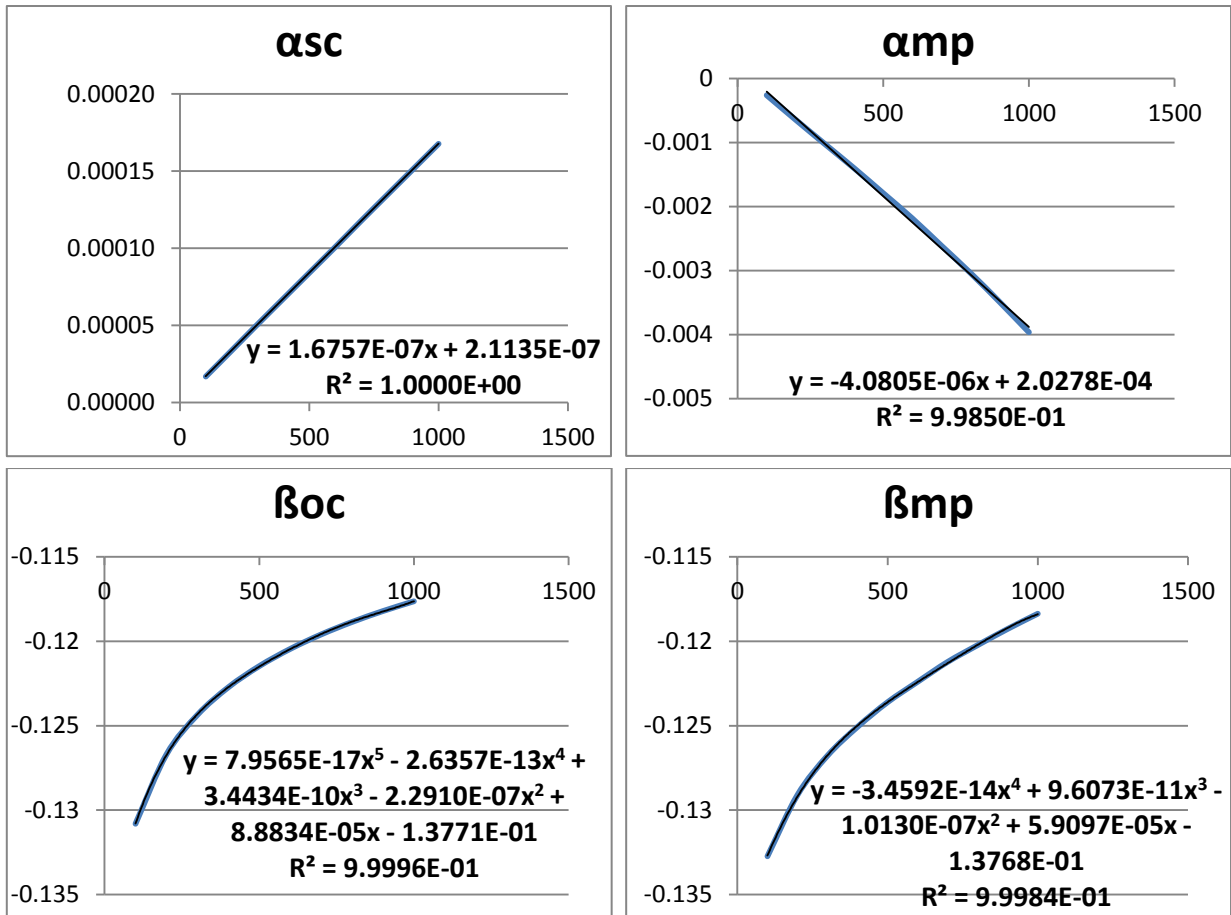 αsc
0.00020
0.00015
0.00010
0.00005
0.00000
y = 1.6757E-07x + 2.1135E-07
R² = 1.0000E+00
0 500 1000 1500
αmp
0
0 500 1000 1500
-0.001
-0.002
-0.003
-0.004
-0.005
y = -4.0805E-06x + 2.0278E-04
R² = 9.9850E-01
ßoc
-0.115
0 500 1000 1500
-0.12
-0.125
-0.13
-0.135
y = 7.9565E-17x⁵ - 2.6357E-13x⁴ +
3.4434E-10x³ - 2.2910E-07x² +
8.8834E-05x - 1.3771E-01
R² = 9.9996E-01
ßmp
-0.115
0 500 1000 1500
-0.12
-0.125
-0.13
-0.135
y = -3.4592E-14x⁴ + 9.6073E-11x³ -
1.0130E-07x² + 5.9097E-05x -
1.3768E-01
R² = 9.9984E-01